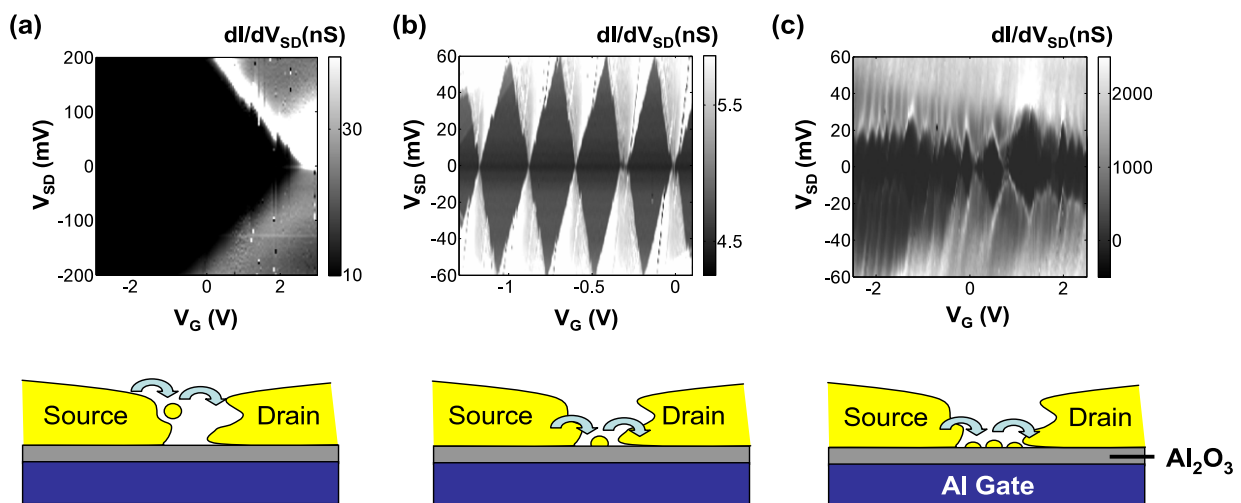 (a)
dI/dV_SD(nS)
200
100
0
-100
-200
V_SD (mV)
-2
0
2
V_G (V)
30
10
(b)
dI/dV_SD(nS)
60
40
20
0
-20
-40
-60
V_SD (mV)
-1
-0.5
0
V_G (V)
5.5
4.5
(c)
dI/dV_SD(nS)
60
40
20
0
-20
-40
-60
V_SD (mV)
-2
0
2
V_G (V)
2000
1000
0
Source
Drain
Source
Drain
Source
Drain
Al₂O₃
Al Gate